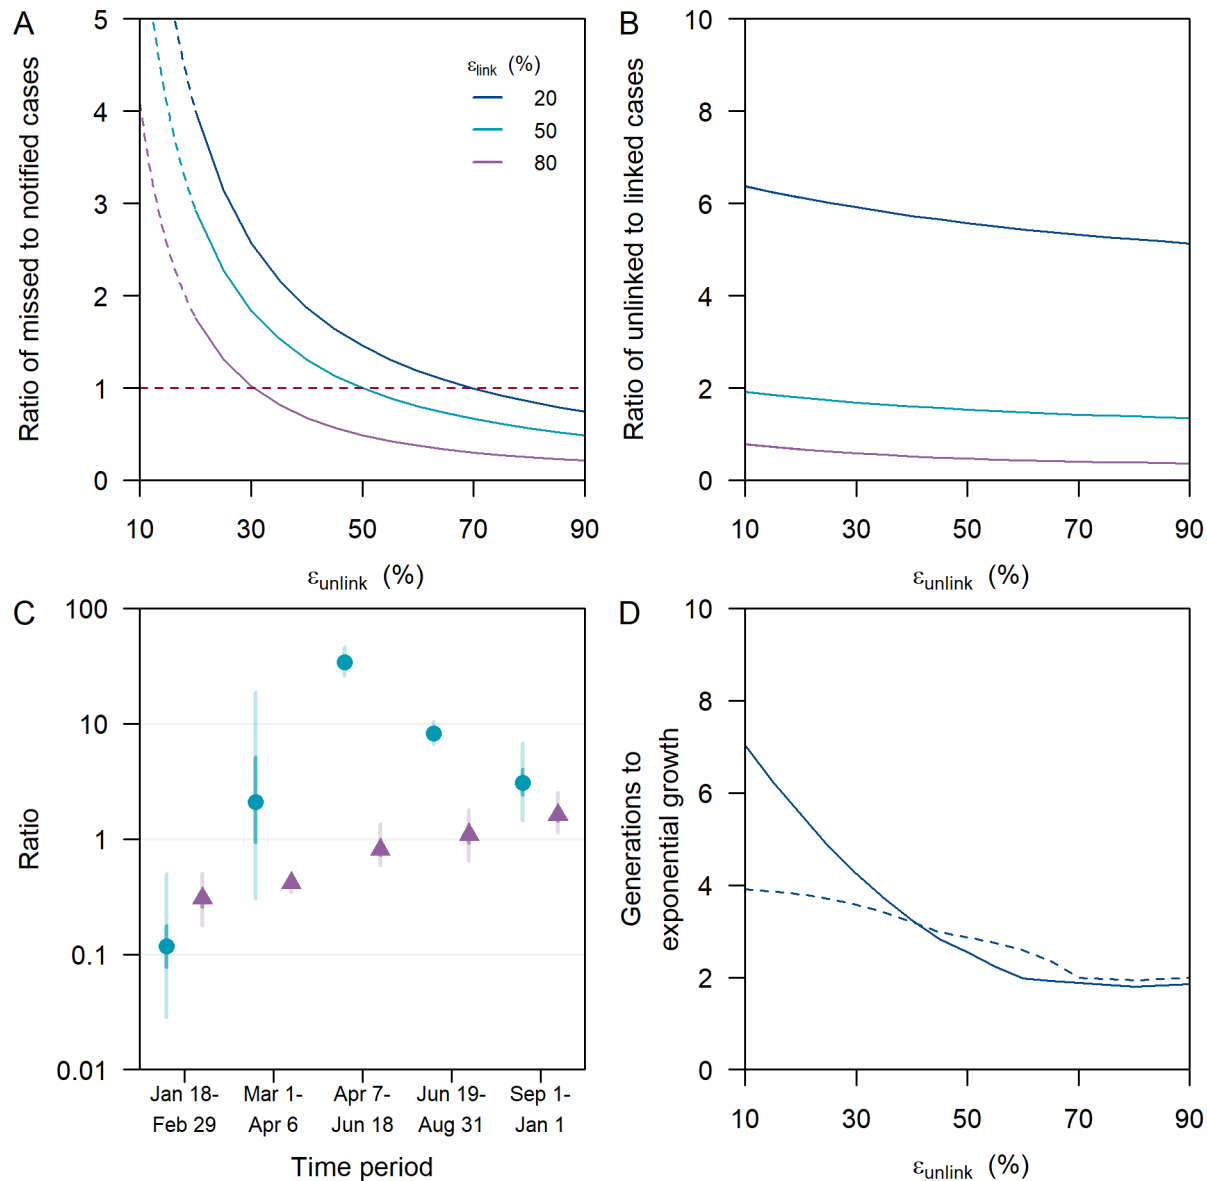 A
Ratio of missed to notified cases
5
4
3
2
1
0
εlink (%)
20
50
80
10 30 50 70 90
εunlink (%)
B
Ratio of unlinked to linked cases
10
8
6
4
2
0
10 30 50 70 90
εunlink (%)
C
Ratio
100
10
1
0.1
0.01
Jan 18- Mar 1- Apr 7- Jun 19- Sep 1-
Feb 29 Apr 6 Jun 18 Aug 31 Jan 1
Time period
D
Generations to
exponential growth
10
8
6
4
2
0
10 30 50 70 90
εunlink (%)